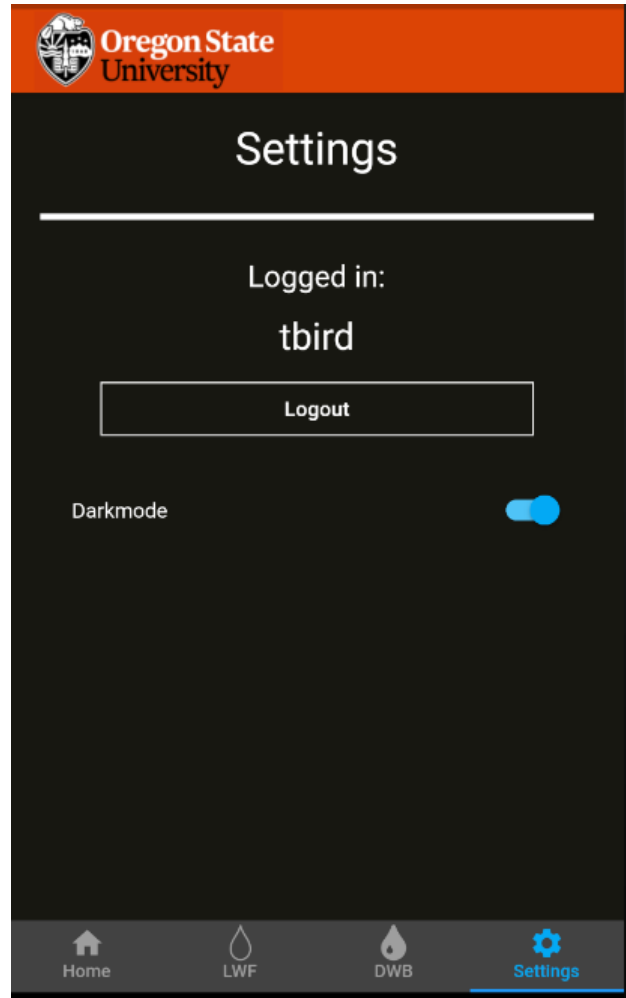 Oregon State
University
Settings
Logged in:
tbird
Logout
Darkmode
Home
LWF
DWB
Settings